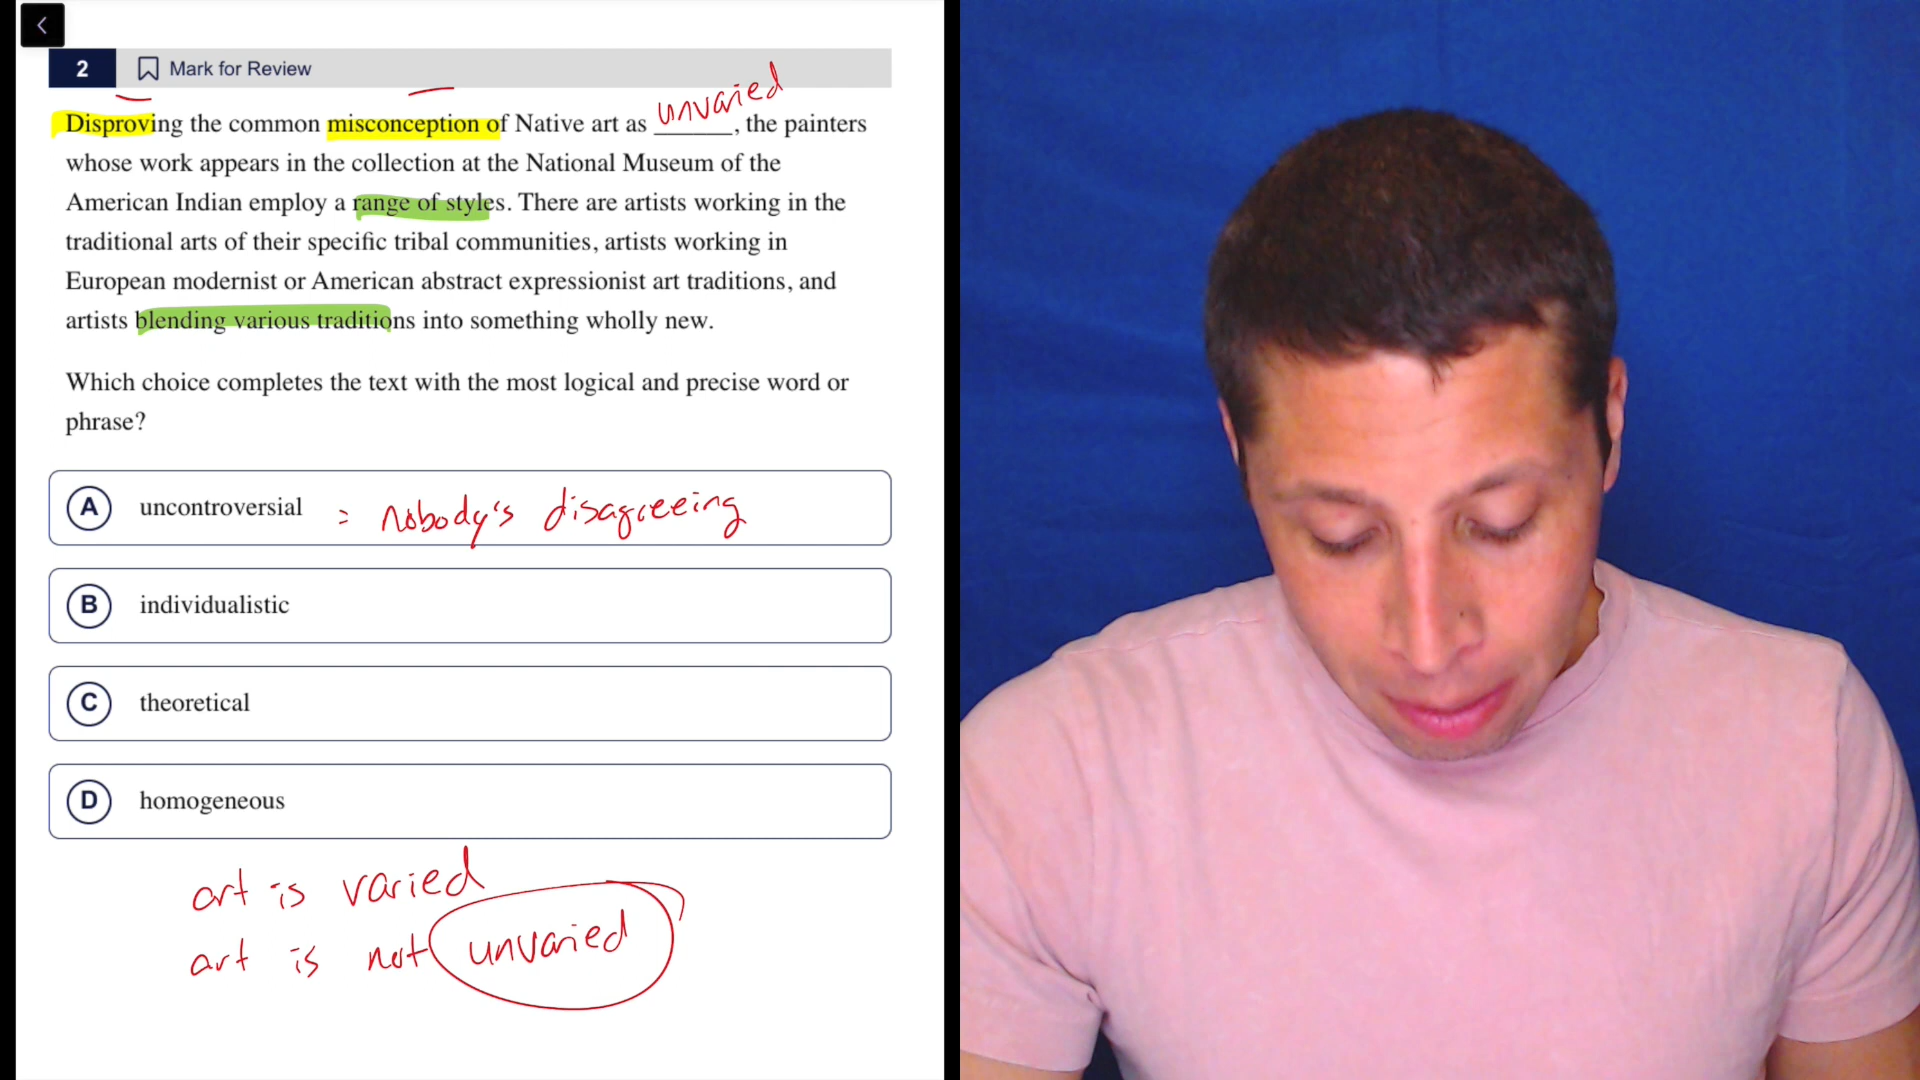 2 Mark for Review
unvaried
Disproving the common misconception of Native art as ______, the painters
whose work appears in the collection at the National Museum of the
American Indian employ a range of styles. There are artists working in the
traditional arts of their specific tribal communities, artists working in
European modernist or American abstract expressionist art traditions, and
artists blending various traditions into something wholly new.
Which choice completes the text with the most logical and precise word or
phrase?
A uncontroversial = nobody's disagreeing
B individualistic
C theoretical
D homogeneous
art is varied
art is not unvaried